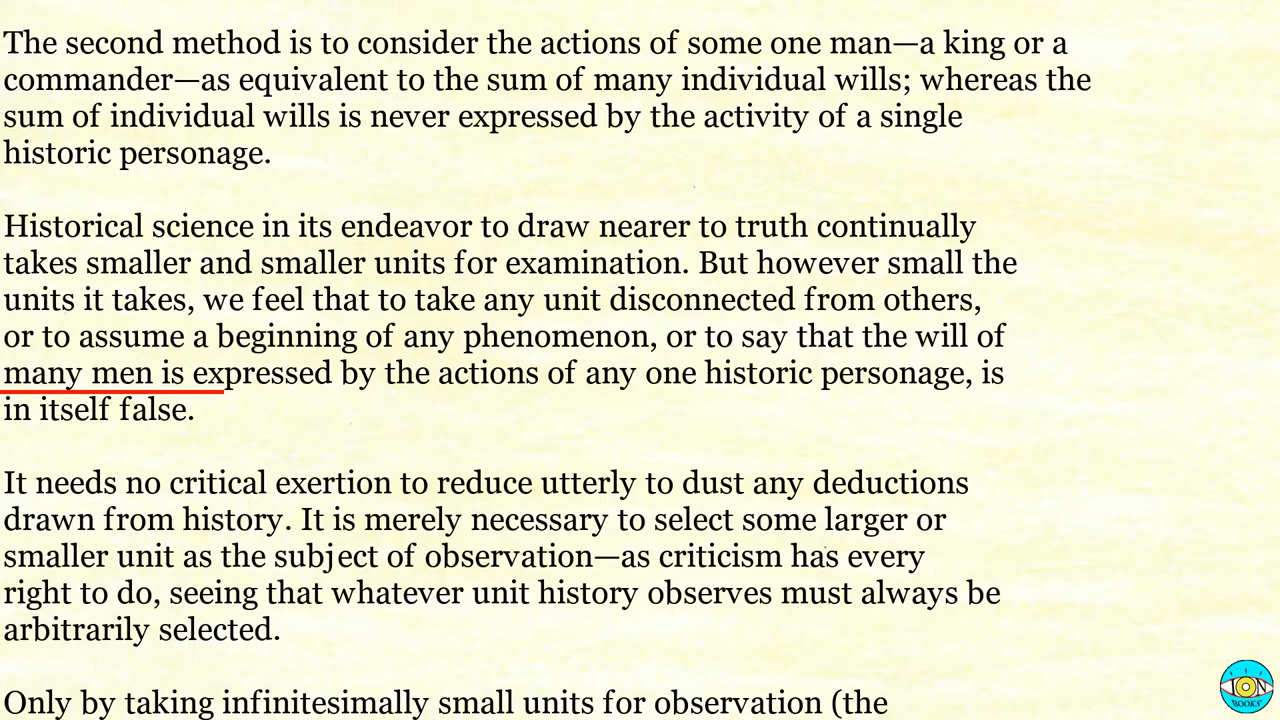 The second method is to consider the actions of some one man—a king or a
commander—as equivalent to the sum of many individual wills; whereas the
sum of individual wills is never expressed by the activity of a single
historic personage.
Historical science in its endeavor to draw nearer to truth continually
takes smaller and smaller units for examination. But however small the
units it takes, we feel that to take any unit disconnected from others,
or to assume a beginning of any phenomenon, or to say that the will of
many men is expressed by the actions of any one historic personage, is
in itself false.
It needs no critical exertion to reduce utterly to dust any deductions
drawn from history. It is merely necessary to select some larger or
smaller unit as the subject of observation—as criticism has every
right to do, seeing that whatever unit history observes must always be
arbitrarily selected.
Only by taking infinitesimally small units for observation (the
ION
BOOKS